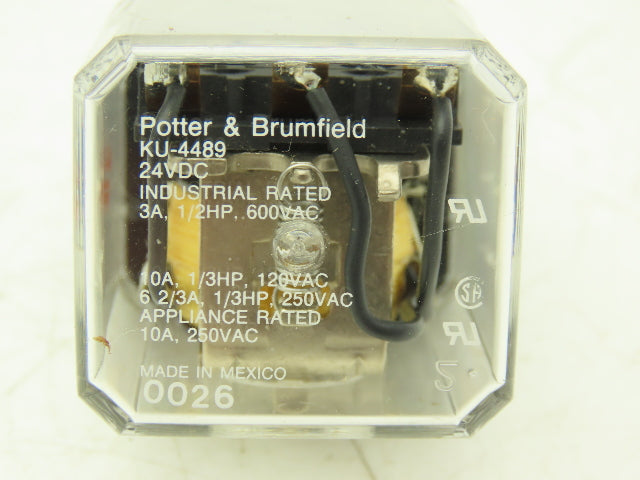 Potter & Brumfield
KU-4489
24VDC
INDUSTRIAL RATED
3A, 1/2HP, 600VAC
10A, 1/3HP, 120VAC
6 2/3A, 1/3HP, 250VAC
APPLIANCE RATED
10A, 250VAC
MADE IN MEXICO
0026